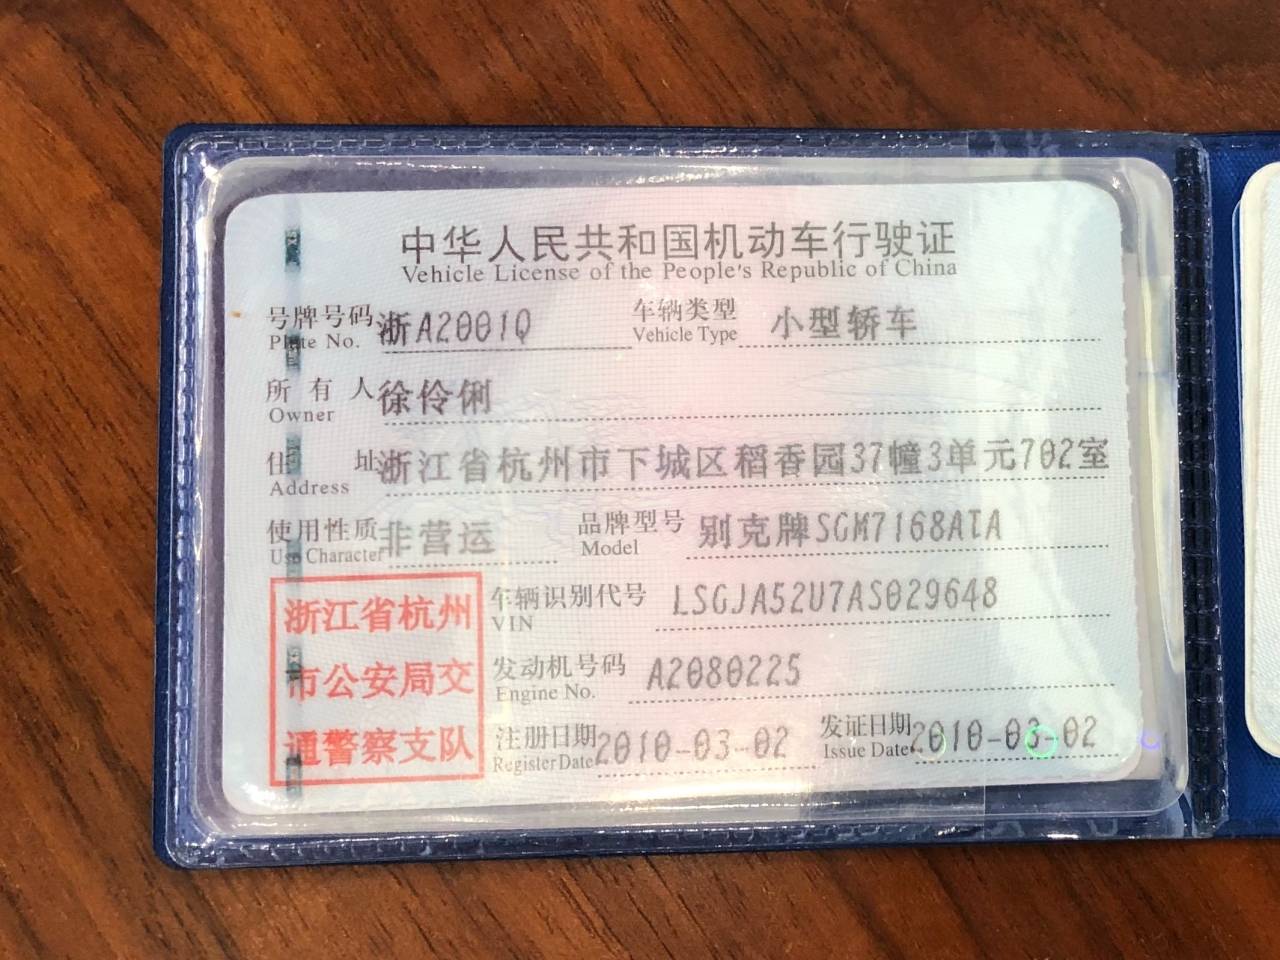 中华人民共和国机动车行驶证
Vehicle License of the People's Republic of China
号牌号码 浙A2001Q 车辆类型 小型轿车
Plate No. Vehicle Type
所有人 徐伶俐
Owner
住址 浙江省杭州市下城区稻香园37幢3单元702室
Address
使用性质 非营运 品牌型号 别克牌SGM7168ATA
Use Character Model
浙江省杭州
市公安局交
通警察支队
车辆识别代号 LSGJA52U7AS029648
VIN
发动机号码 A2080225
Engine No.
注册日期 2010-03-02 发证日期 2010-03-02
Register Date Issue Date